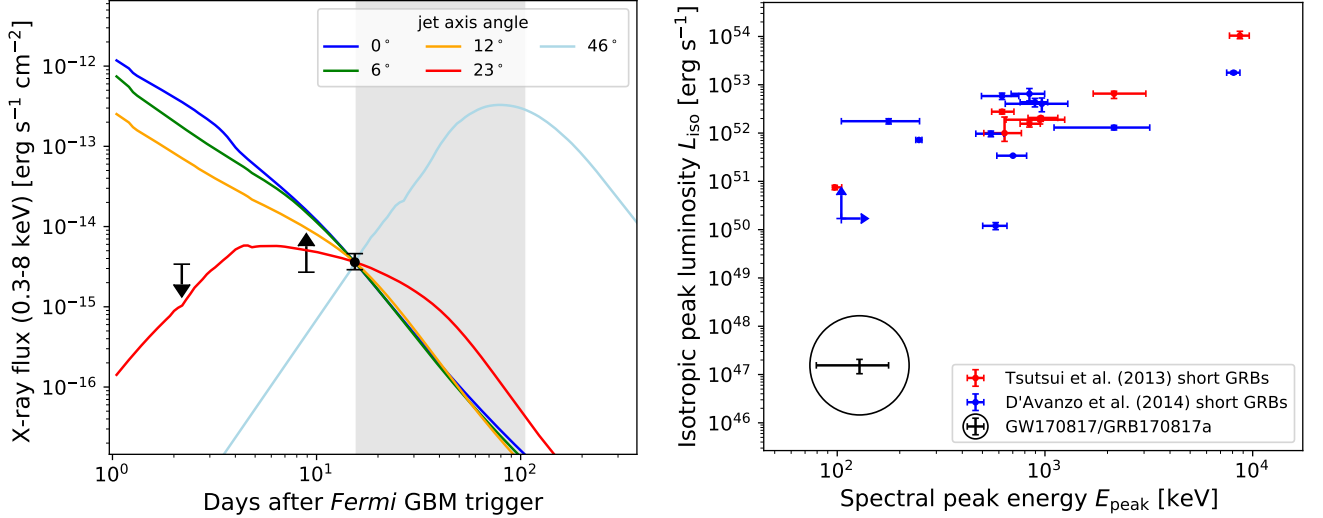 X-ray flux (0.3-8 keV) [erg s⁻¹ cm⁻²]
10⁻¹²
10⁻¹³
10⁻¹⁴
10⁻¹⁵
10⁻¹⁶
jet axis angle
0° 12° 46°
6° 23°
10⁰ 10¹ 10²
Days after Fermi GBM trigger
Isotropic peak luminosity L_iso [erg s⁻¹]
10⁵⁴
10⁵³
10⁵²
10⁵¹
10⁵⁰
10⁴⁹
10⁴⁸
10⁴⁷
10⁴⁶
Tsutsui et al. (2013) short GRBs
D'Avanzo et al. (2014) short GRBs
GW170817/GRB170817a
10² 10³ 10⁴
Spectral peak energy E_peak [keV]